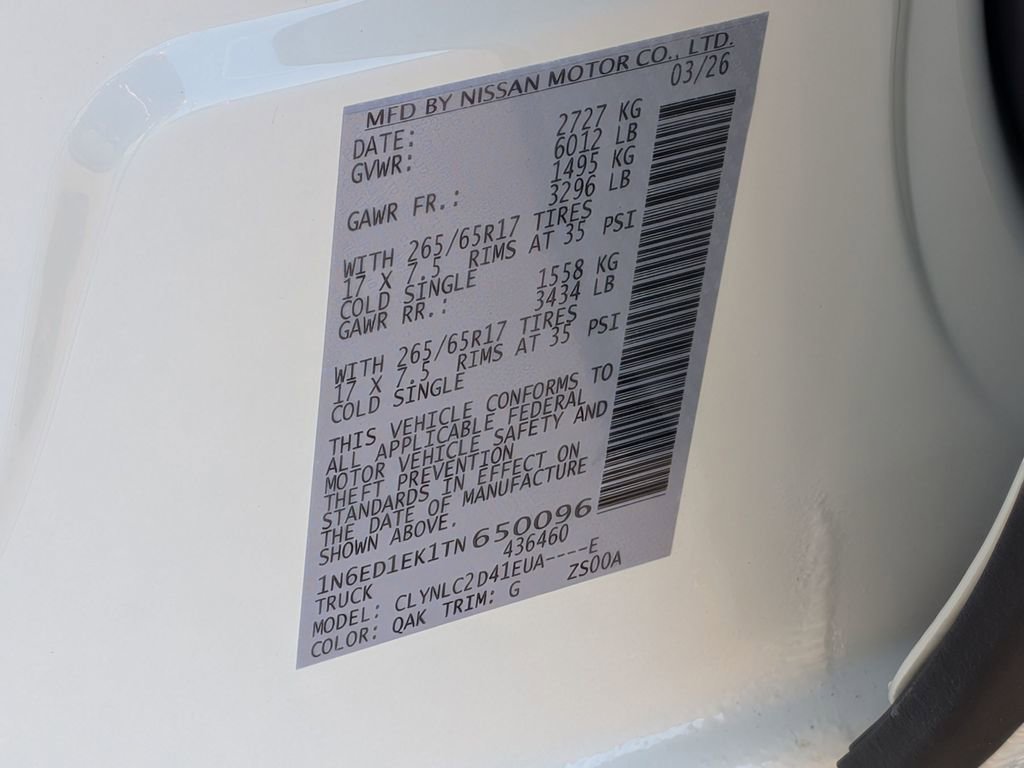 MFD BY NISSAN MOTOR CO., LTD.
DATE: 03/26
GVWR: 2727 KG
6012 LB
GAWR FR.: 1495 KG
3296 LB
WITH 265/65R17 TIRES
17 X 7.5 RIMS AT 35 PSI
COLD SINGLE
GAWR RR.: 1558 KG
3434 LB
WITH 265/65R17 TIRES
17 X 7.5 RIMS AT 35 PSI
COLD SINGLE
THIS VEHICLE CONFORMS TO
ALL APPLICABLE FEDERAL
MOTOR VEHICLE SAFETY AND
THEFT PREVENTION
STANDARDS IN EFFECT ON
THE DATE OF MANUFACTURE
SHOWN ABOVE.
1N6ED1EK1TN650096
TRUCK 436460
MODEL: CLYNLC2D41EUA----E
COLOR: QAK TRIM: G ZS00A